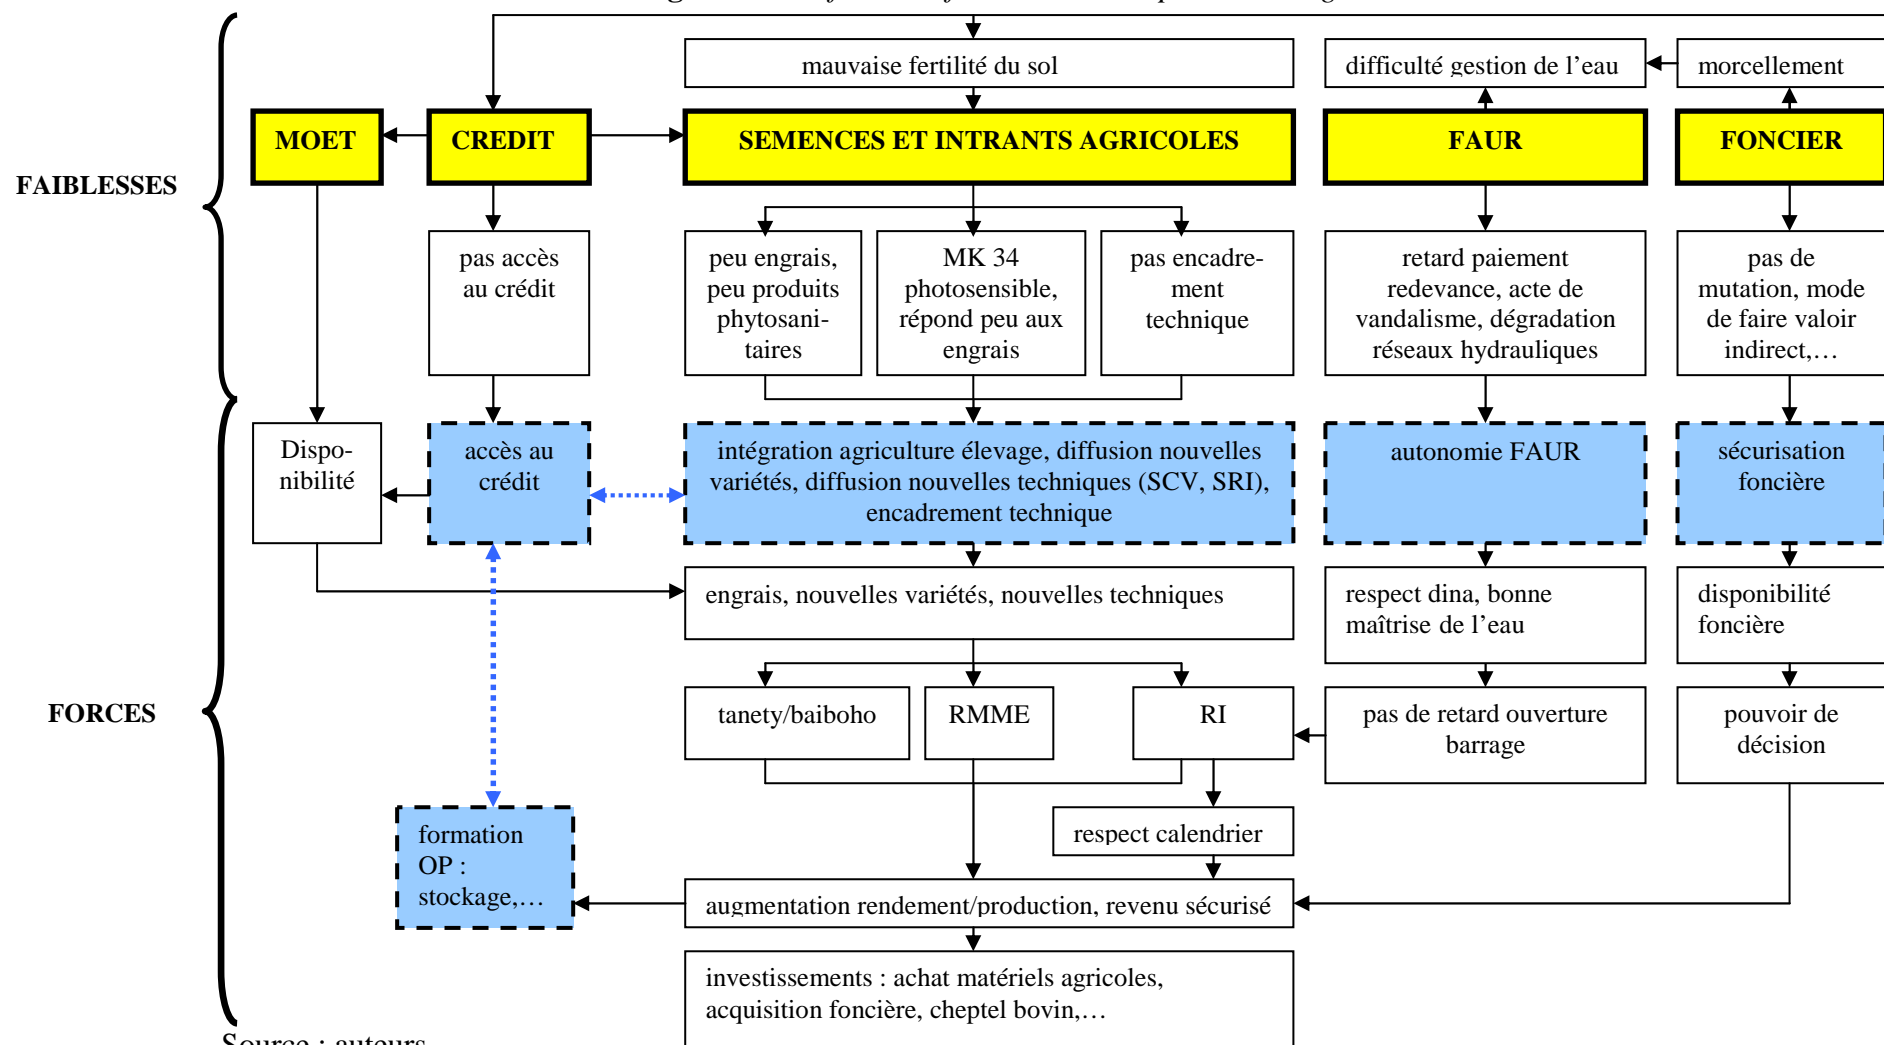 mauvaise fertilité du sol
difficulté gestion de l'eau
morcellement
MOET
CREDIT
SEMENCES ET INTRANTS AGRICOLES
FAUR
FONCIER
FAIBLESSES
pas accès
au crédit
peu engrais,
peu produits
phytosani-
taires
MK 34
photosensible,
répond peu aux
engrais
pas encadre-
ment
technique
retard paiement
redevance, acte de
vandalisme, dégradation
réseaux hydrauliques
pas de
mutation, mode
de faire valoir
indirect,…
Dispo-
nibilité
accès au
crédit
intégration agriculture élevage, diffusion nouvelles
variétés, diffusion nouvelles techniques (SCV, SRI),
encadrement technique
autonomie FAUR
sécurisation
foncière
engrais, nouvelles variétés, nouvelles techniques
respect dina, bonne
maîtrise de l'eau
disponibilité
foncière
FORCES
tanety/baiboho
RMME
RI
pas de retard ouverture
barrage
pouvoir de
décision
formation
OP :
stockage,…
respect calendrier
augmentation rendement/production, revenu sécurisé
investissements : achat matériels agricoles,
acquisition foncière, cheptel bovin,…
Source : auteurs